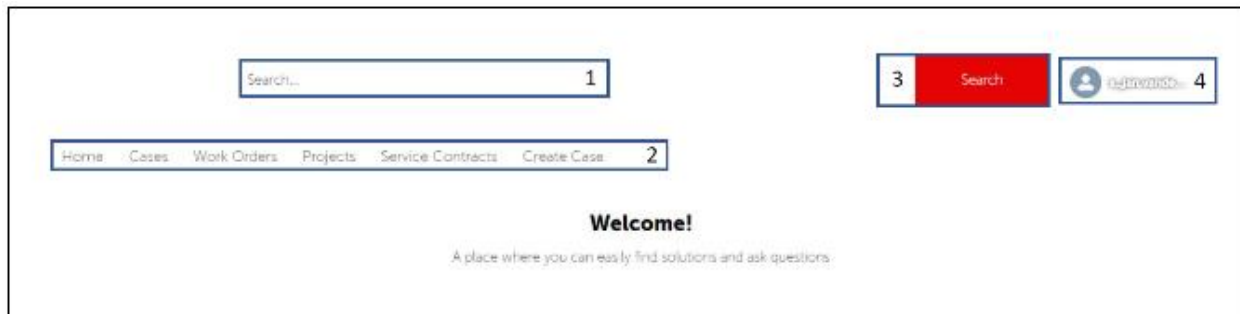 Search... 1
3 Search
4
Home Cases Work Orders Projects Service Contracts Create Case 2
Welcome!
A place where you can easily find solutions and ask questions